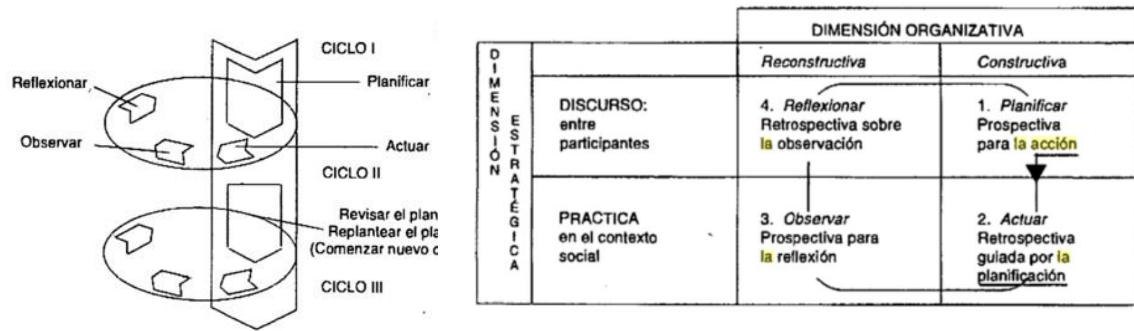 CICLO I
Reflexionar
Planificar
Observar
Actuar
CICLO II
Revisar el plan
Replantear el
(Comenzar nuevo
CICLO III
DIMENSIÓN ORGANIZATIVA
DIMENSIÓN
ESTRATÉGICA
Reconstructiva
Constructiva
DISCURSO:
entre
participantes
4. Reflexionar
Retrospectiva sobre
la observación
1. Planificar
Prospectiva
para la acción
PRACTICA
en el contexto
social
3. Observar
Prospectiva para
la reflexión
2. Actuar
Retrospectiva
guiada por la
planificación